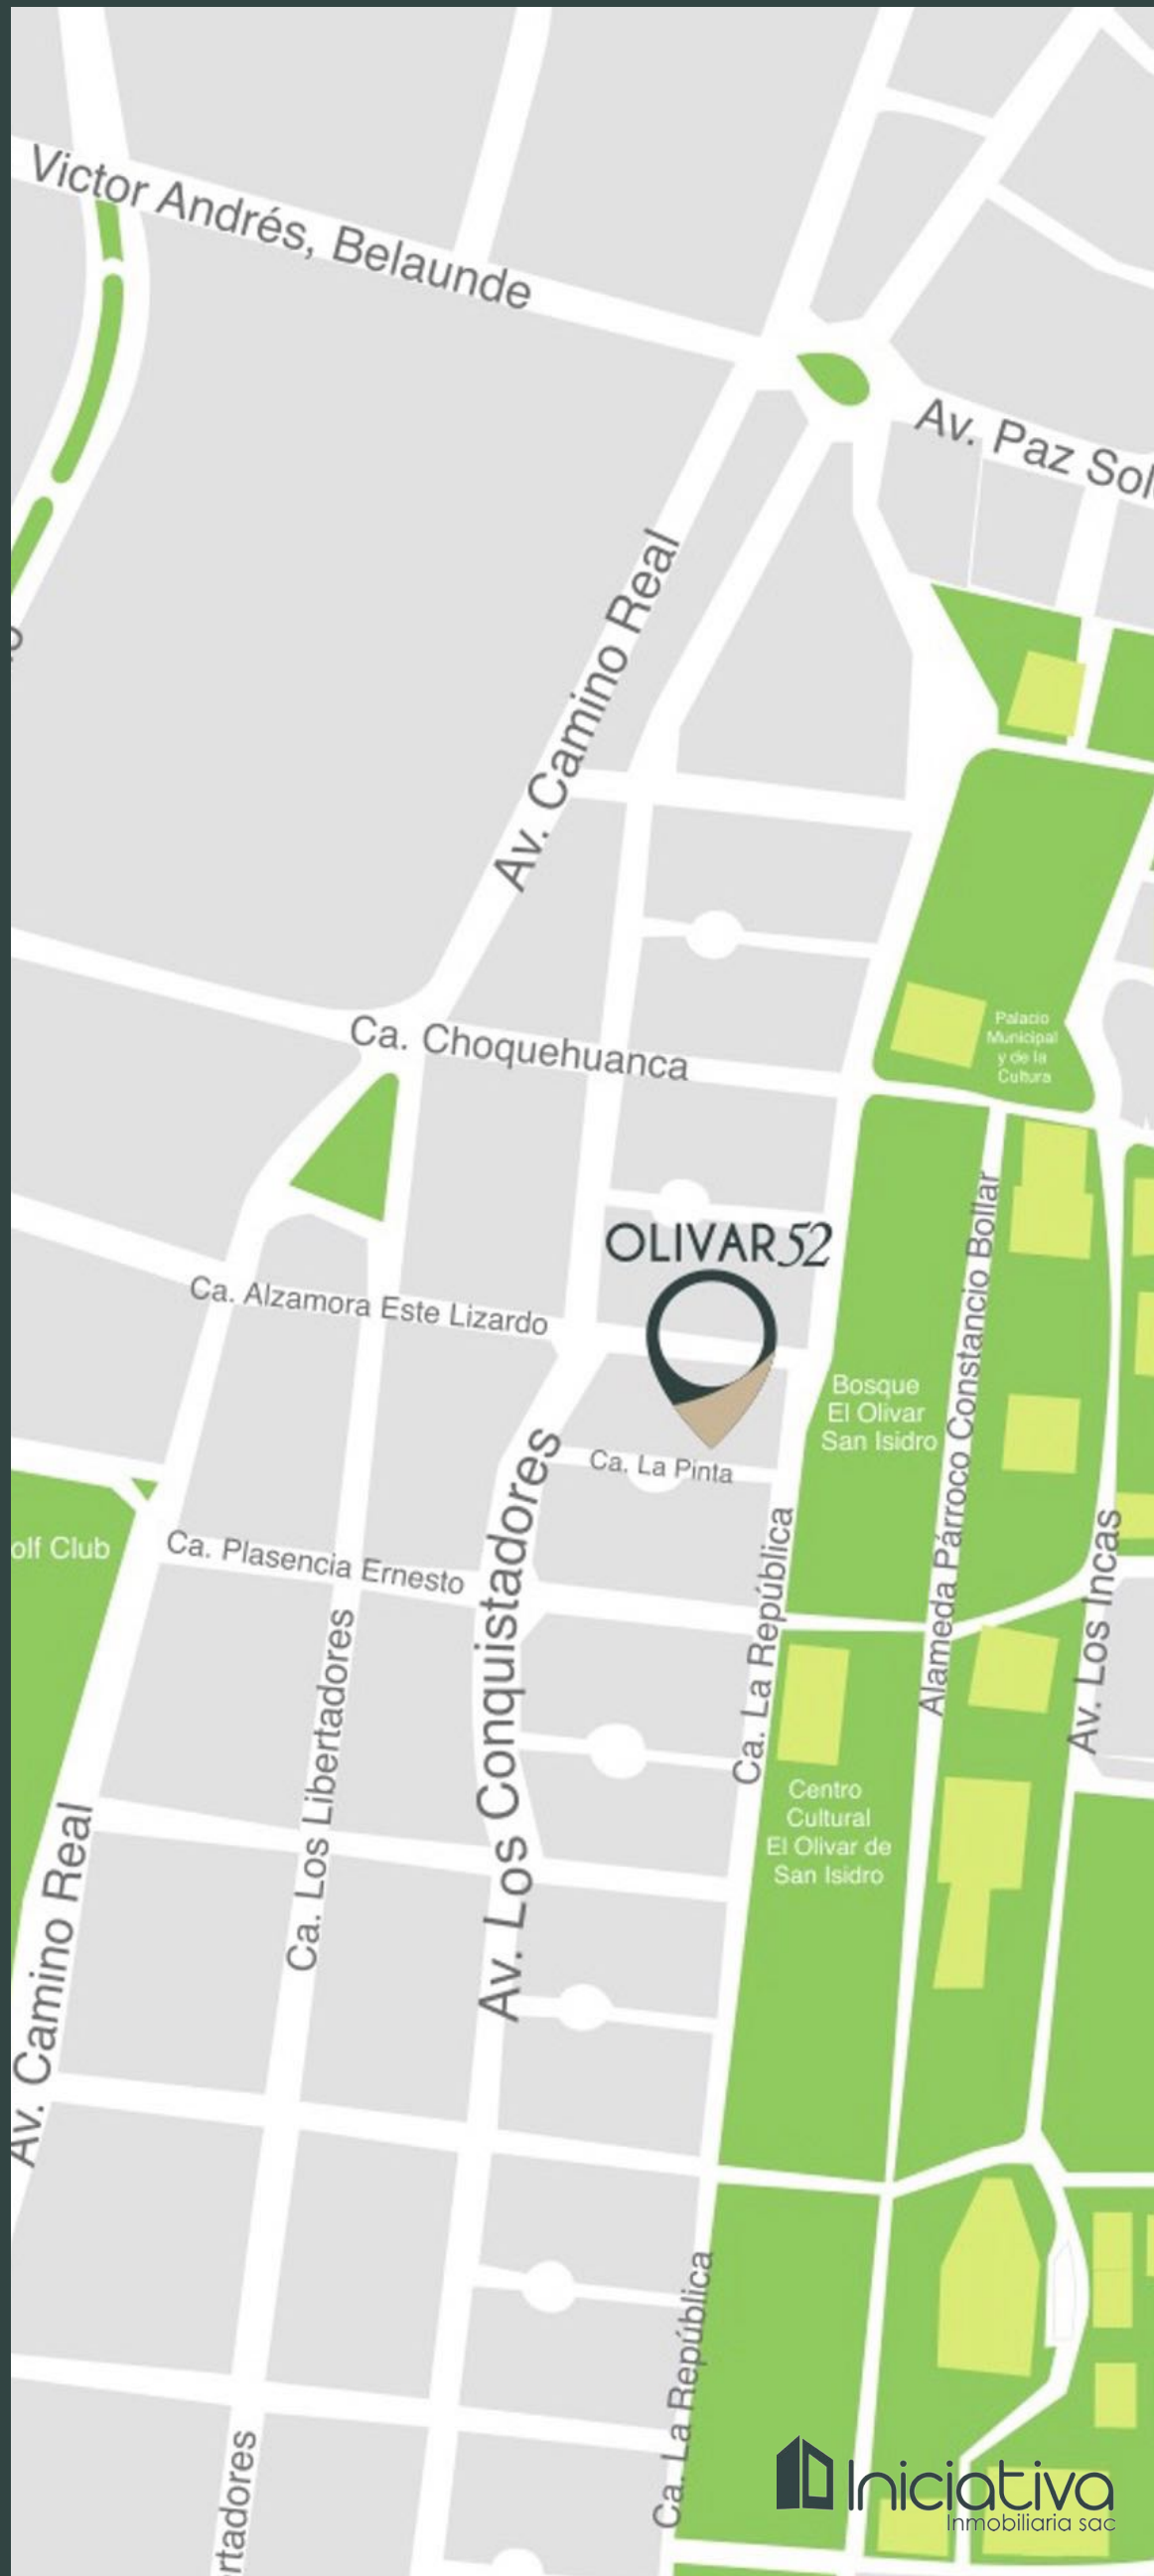 Victor Andrés, Belaunde
Av. Paz Sol
Av. Camino Real
Palacio
Municipal
y de la
Cultura
Ca. Choquehuanca
Alameda Párroco Constancio Bollar
OLIVAR52
Ca. Alzamora Este Lizardo
Bosque
El Olivar
San Isidro
Ca. La Pinta
Av. Los Conquistadores
olf Club
Ca. Plasencia Ernesto
Ca. La República
Av. Los Incas
Ca. Los Libertadores
Centro
Cultural
El Olivar de
San Isidro
Av. Camino Real
Ca. La República
rtadores
Iniciativa
Inmobiliaria sac